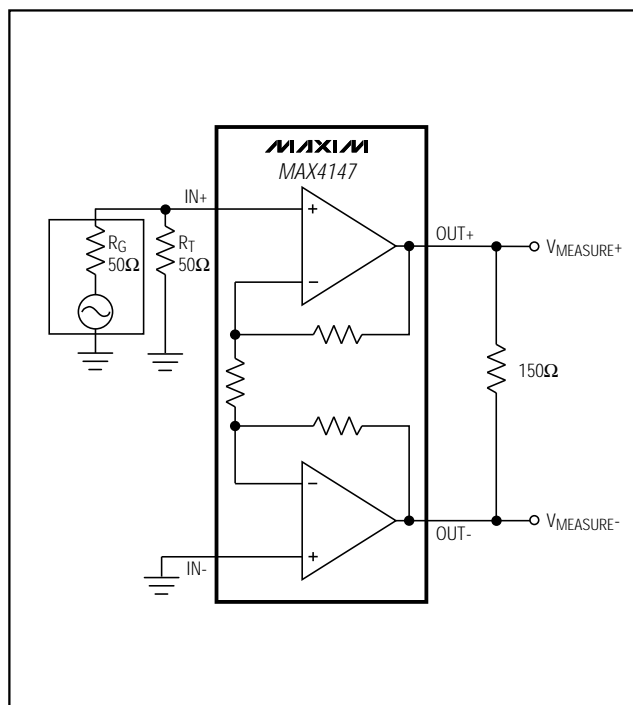 MAXIM
MAX4147
IN+
RG
50Ω
RT
50Ω
+
−
OUT+
VMEASURE+
150Ω
−
+
OUT-
VMEASURE-
IN-